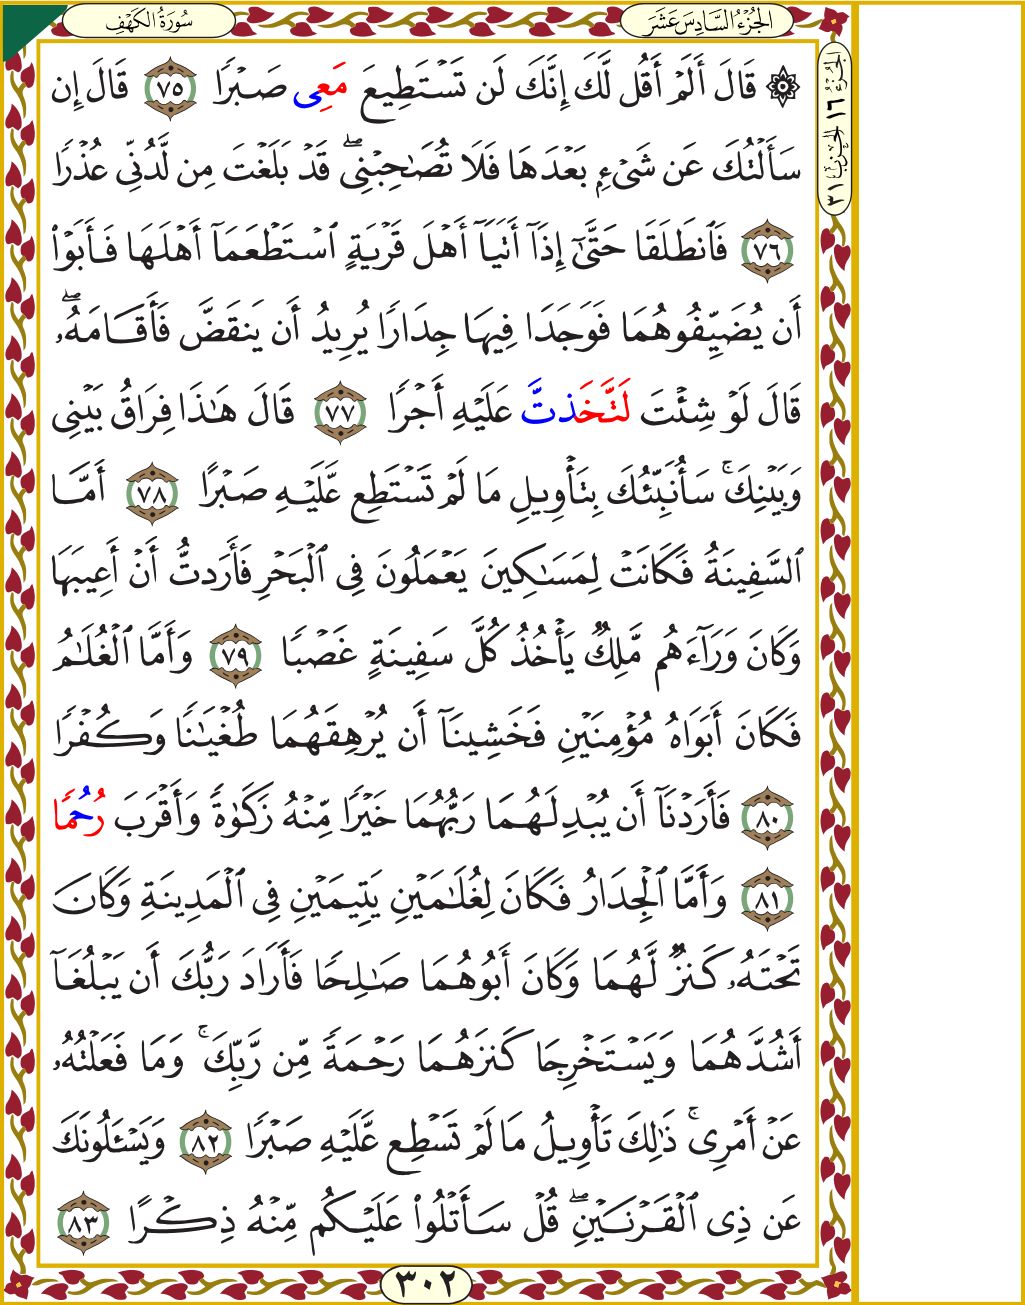 سُورَةُ الكَهْفِ
الجُزْءُ السَّادِسَ عَشَرَ
الجزء ١٦ الحزب ٣١
۞ قَالَ أَلَمْ أَقُل لَّكَ إِنَّكَ لَن تَسْتَطِيعَ مَعِى صَبْرًا ٧٥ قَالَ إِن
سَأَلْتُكَ عَن شَىْءٍ بَعْدَهَا فَلَا تُصَٰحِبْنِى ۖ قَدْ بَلَغْتَ مِن لَّدُنِّى عُذْرًا
٧٦ فَٱنطَلَقَا حَتَّىٰٓ إِذَآ أَتَيَآ أَهْلَ قَرْيَةٍ ٱسْتَطْعَمَآ أَهْلَهَا فَأَبَوْا۟
أَن يُضَيِّفُوهُمَا فَوَجَدَا فِيهَا جِدَارًا يُرِيدُ أَن يَنقَضَّ فَأَقَامَهُۥ ۖ
قَالَ لَوْ شِئْتَ لَتَّخَذتَّ عَلَيْهِ أَجْرًا ٧٧ قَالَ هَٰذَا فِرَاقُ بَيْنِى
وَبَيْنِكَ ۚ سَأُنَبِّئُكَ بِتَأْوِيلِ مَا لَمْ تَسْتَطِع عَّلَيْهِ صَبْرًا ٧٨ أَمَّا
ٱلسَّفِينَةُ فَكَانَتْ لِمَسَٰكِينَ يَعْمَلُونَ فِى ٱلْبَحْرِ فَأَرَدتُّ أَنْ أَعِيبَهَا
وَكَانَ وَرَآءَهُم مَّلِكٌ يَأْخُذُ كُلَّ سَفِينَةٍ غَصْبًا ٧٩ وَأَمَّا ٱلْغُلَٰمُ
فَكَانَ أَبَوَاهُ مُؤْمِنَيْنِ فَخَشِينَآ أَن يُرْهِقَهُمَا طُغْيَٰنًا وَكُفْرًا
٨٠ فَأَرَدْنَآ أَن يُبْدِلَهُمَا رَبُّهُمَا خَيْرًا مِّنْهُ زَكَوٰةً وَأَقْرَبَ رُحْمًا
٨١ وَأَمَّا ٱلْجِدَارُ فَكَانَ لِغُلَٰمَيْنِ يَتِيمَيْنِ فِى ٱلْمَدِينَةِ وَكَانَ
تَحْتَهُۥ كَنزٌ لَّهُمَا وَكَانَ أَبُوهُمَا صَٰلِحًا فَأَرَادَ رَبُّكَ أَن يَبْلُغَآ
أَشُدَّهُمَا وَيَسْتَخْرِجَا كَنزَهُمَا رَحْمَةً مِّن رَّبِّكَ ۚ وَمَا فَعَلْتُهُۥ
عَنْ أَمْرِى ۚ ذَٰلِكَ تَأْوِيلُ مَا لَمْ تَسْطِع عَّلَيْهِ صَبْرًا ٨٢ وَيَسْـَٔلُونَكَ
عَن ذِى ٱلْقَرْنَيْنِ ۖ قُلْ سَأَتْلُوا۟ عَلَيْكُم مِّنْهُ ذِكْرًا ٨٣
٣٠٢